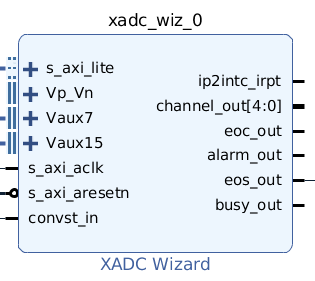 xadc_wiz_0
s_axi_lite
Vp_Vn
Vaux7
Vaux15
s_axi_aclk
s_axi_aresetn
convst_in
ip2intc_irpt
channel_out[4:0]
eoc_out
alarm_out
eos_out
busy_out
XADC Wizard